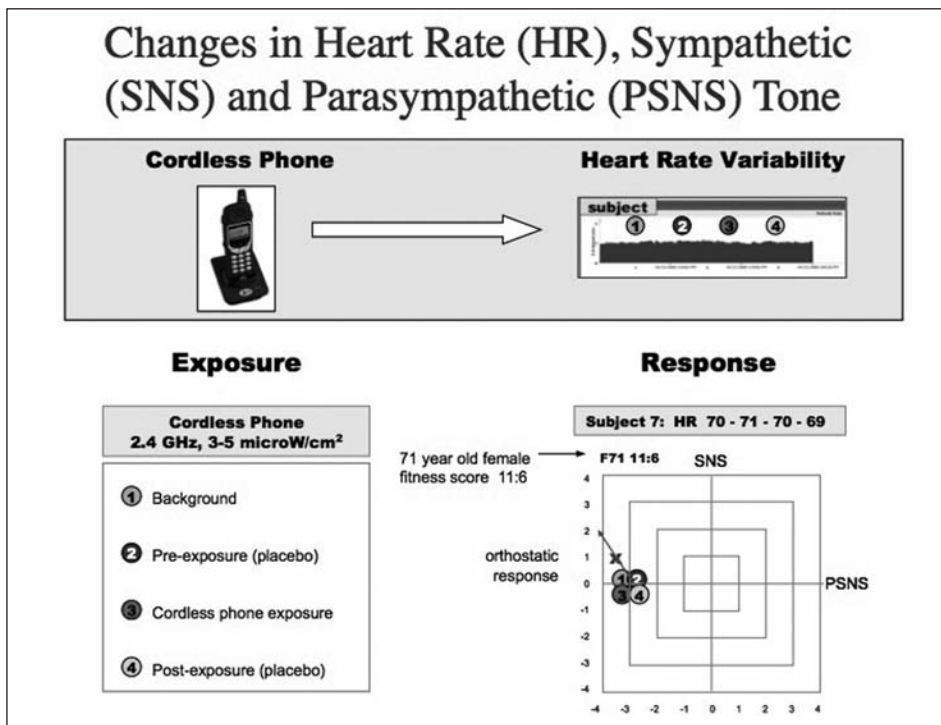 Changes in Heart Rate (HR), Sympathetic
(SNS) and Parasympathetic (PSNS) Tone
Cordless Phone
Heart Rate Variability
subject
1 2 3 4
Exposure
Response
Cordless Phone
2.4 GHz, 3-5 microW/cm²
1 Background
2 Pre-exposure (placebo)
3 Cordless phone exposure
4 Post-exposure (placebo)
Subject 7: HR 70 - 71 - 70 - 69
71 year old female
fitness score 11:6
F71 11:6
SNS
orthostatic
response
PSNS
4
3
2
1
0
-1
-2
-3
-4
1 2
3 4
-4 -3 -2 -1 0 1 2 3 4